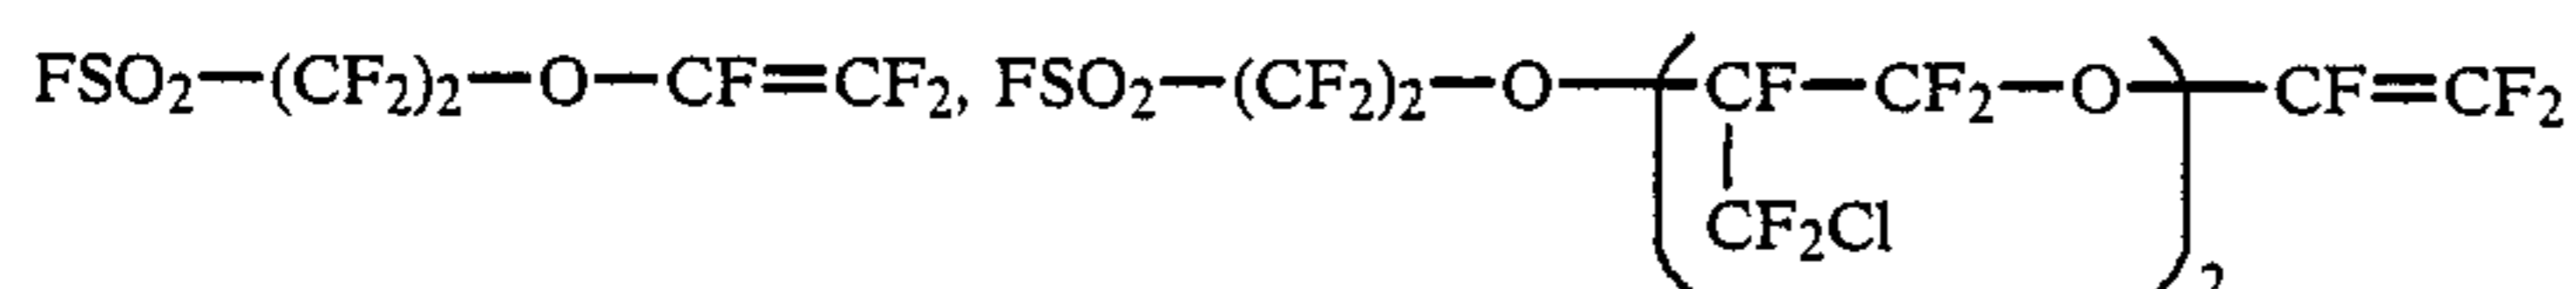 FSO₂—(CF₂)₂—O—CF=CF₂, FSO₂—(CF₂)₂—O—(CF—CF₂—O)₂—CF=CF₂
CF₂Cl